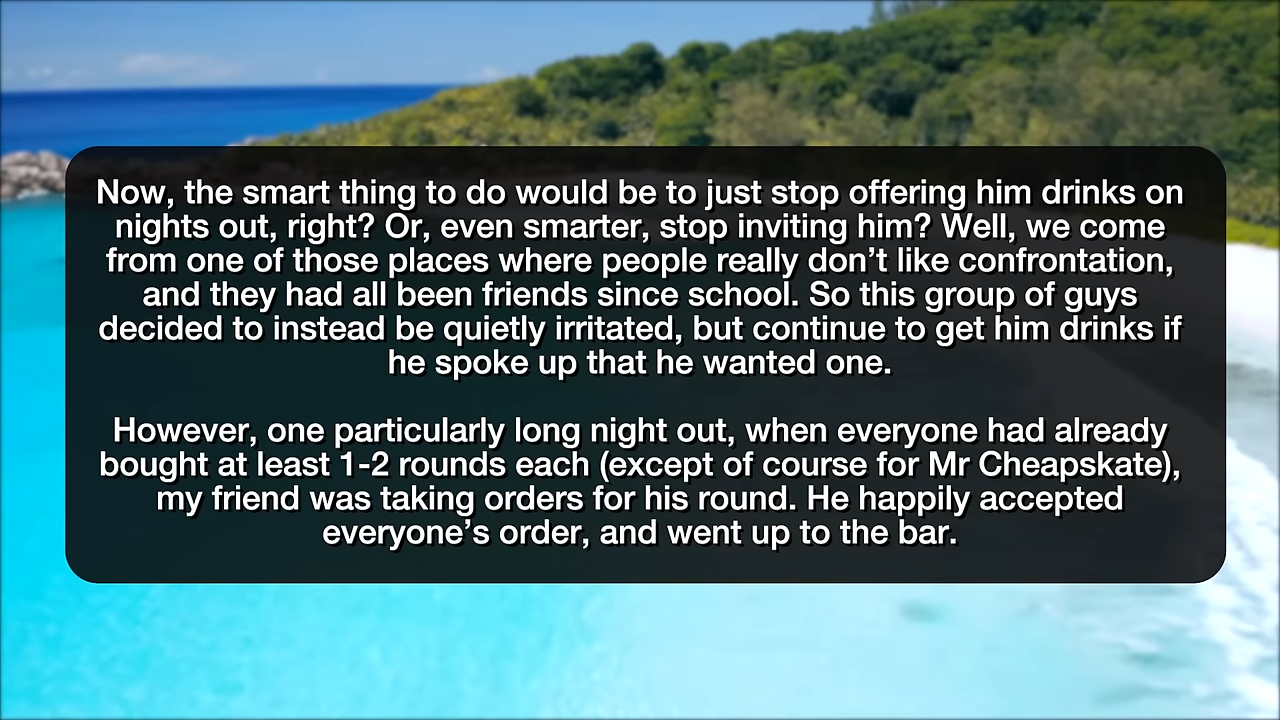 Now, the smart thing to do would be to just stop offering him drinks on
nights out, right? Or, even smarter, stop inviting him? Well, we come
from one of those places where people really don’t like confrontation,
and they had all been friends since school. So this group of guys
decided to instead be quietly irritated, but continue to get him drinks if
he spoke up that he wanted one.
However, one particularly long night out, when everyone had already
bought at least 1-2 rounds each (except of course for Mr Cheapskate),
my friend was taking orders for his round. He happily accepted
everyone’s order, and went up to the bar.